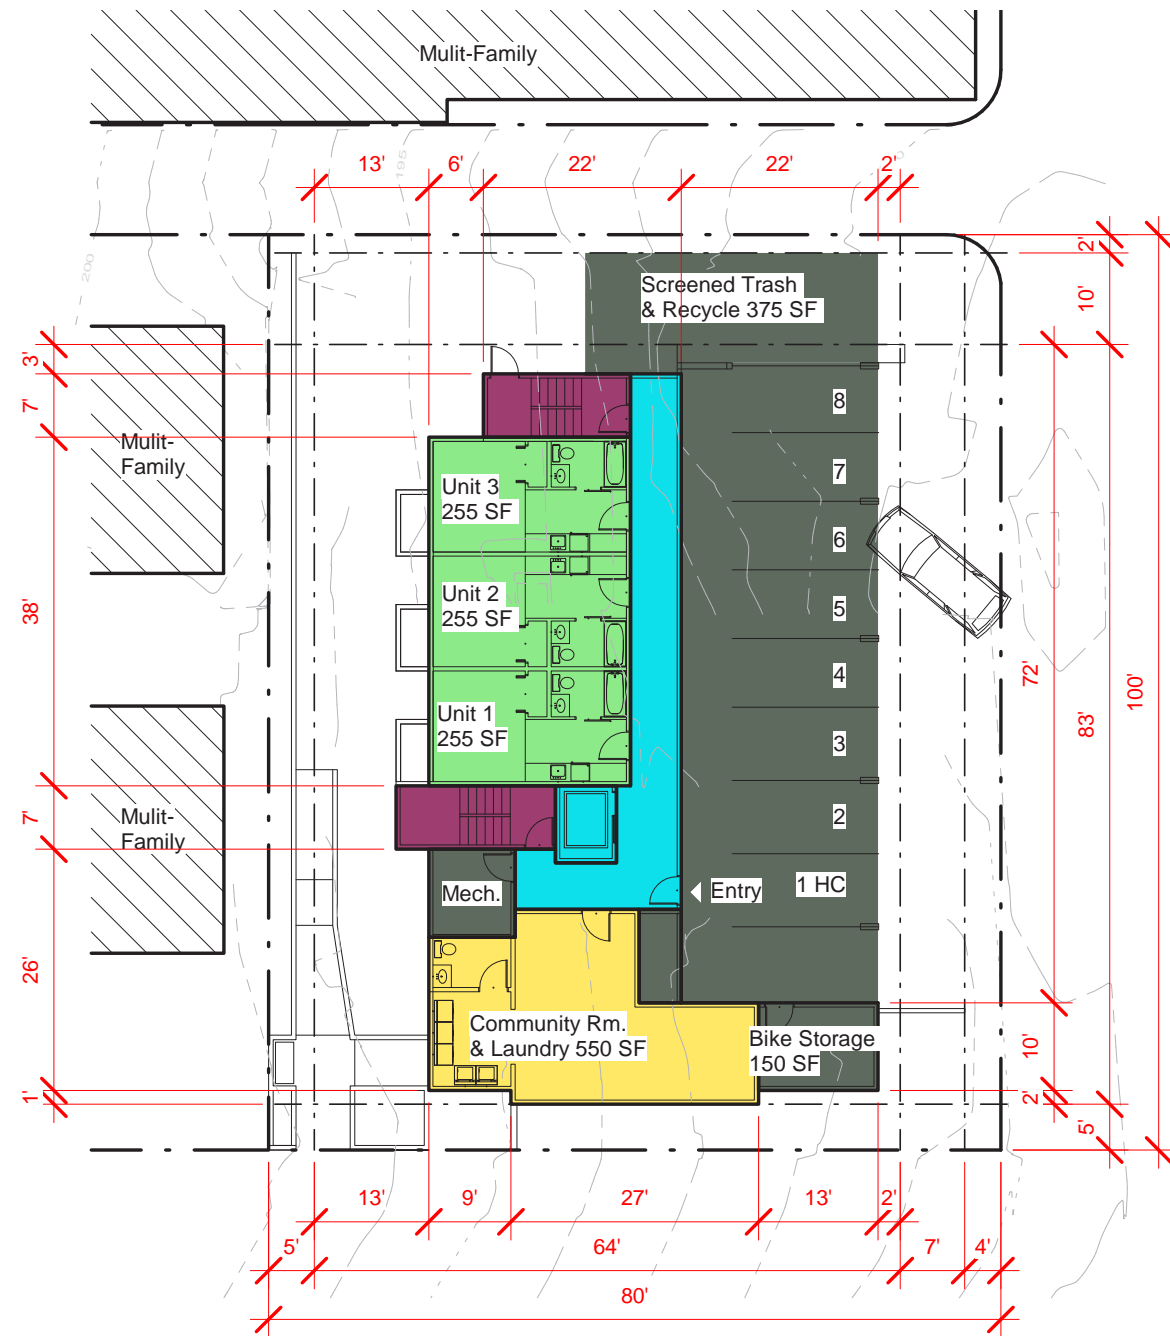 Mulit-Family
13'
6'
22'
22'
2'
195
200
2'
10'
Screened Trash
& Recycle 375 SF
3'
7'
38'
7'
26'
1'
Mulit-
Family
Mulit-
Family
Unit 3
255 SF
Unit 2
255 SF
Unit 1
255 SF
8
7
6
5
4
3
2
1 HC
Entry
Mech.
Community Rm.
& Laundry 550 SF
Bike Storage
150 SF
72'
83'
100'
10'
2'
5'
13'
9'
27'
13'
2'
5'
64'
7'
4'
80'